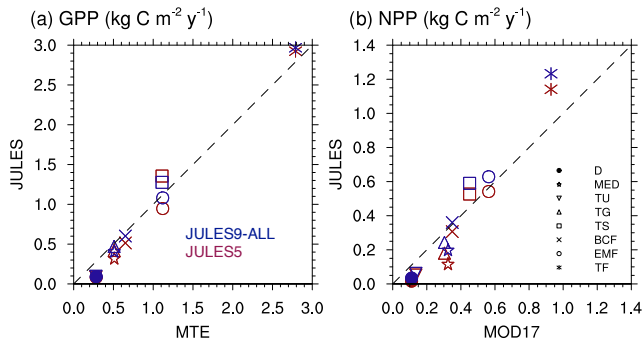 (a) GPP (kg C m⁻² y⁻¹)
(b) NPP (kg C m⁻² y⁻¹)
JULES
3.0
2.5
2.0
1.5
1.0
0.5
0.0
0.0 0.5 1.0 1.5 2.0 2.5 3.0
MTE
JULES9-ALL
JULES5
JULES
1.4
1.2
1.0
0.8
0.6
0.4
0.2
0.0
0.0 0.2 0.4 0.6 0.8 1.0 1.2 1.4
MOD17
D
MED
TU
TG
TS
BCF
EMF
TF